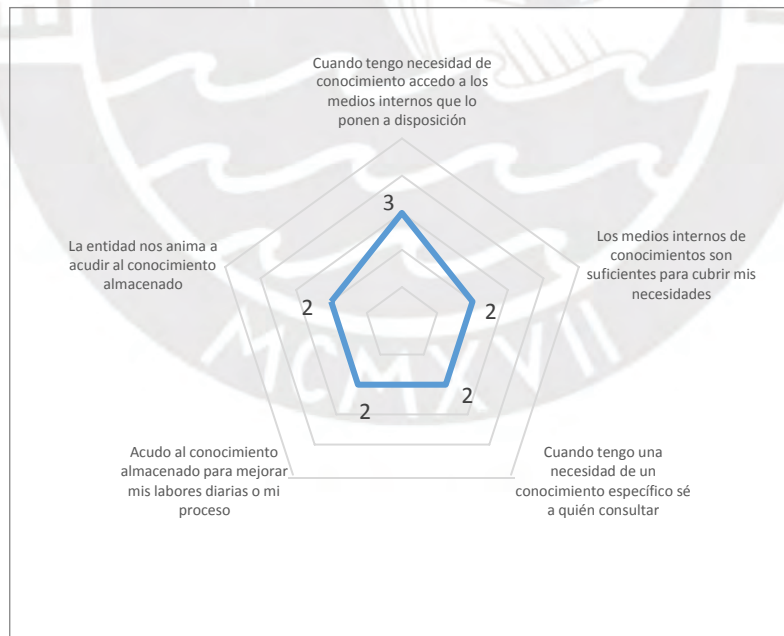 Cuando tengo necesidad de
conocimiento accedo a los
medios internos que lo
ponen a disposición
3
La entidad nos anima a
acudir al conocimiento
almacenado
Los medios internos de
conocimientos son
suficientes para cubrir mis
necesidades
2
2
2
2
Acudo al conocimiento
almacenado para mejorar
mis labores diarias o mi
proceso
Cuando tengo una
necesidad de un
conocimiento específico sé
a quién consultar
MCMXVII